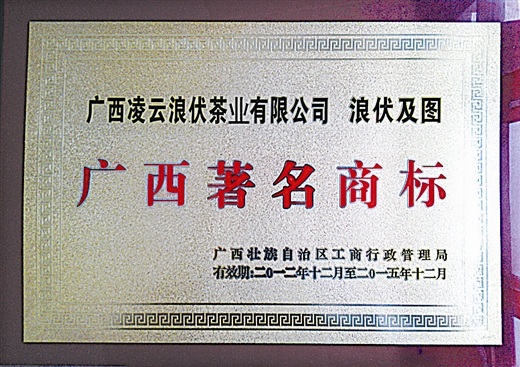 广西凌云浪伏茶业有限公司 浪伏及图
广西著名商标
广西壮族自治区工商行政管理局
有效期:二〇一二年十二月至二〇一五年十二月